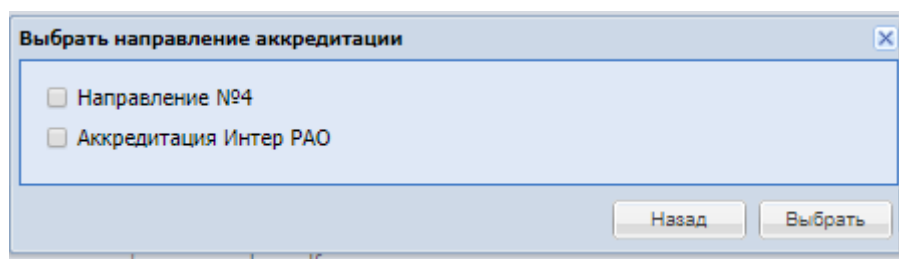 Выбрать направление аккредитации
Направление №4
Аккредитация Интер РАО
Назад
Выбрать